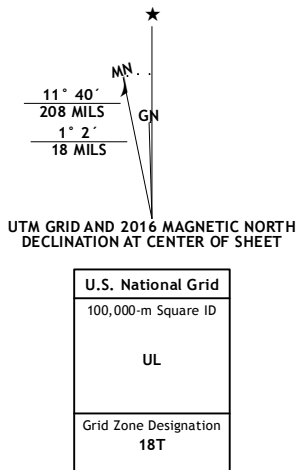 MN
GN
11° 40´
208 MILS
1° 2´
18 MILS
UTM GRID AND 2016 MAGNETIC NORTH
DECLINATION AT CENTER OF SHEET
U.S. National Grid
100,000-m Square ID
UL
Grid Zone Designation
18T